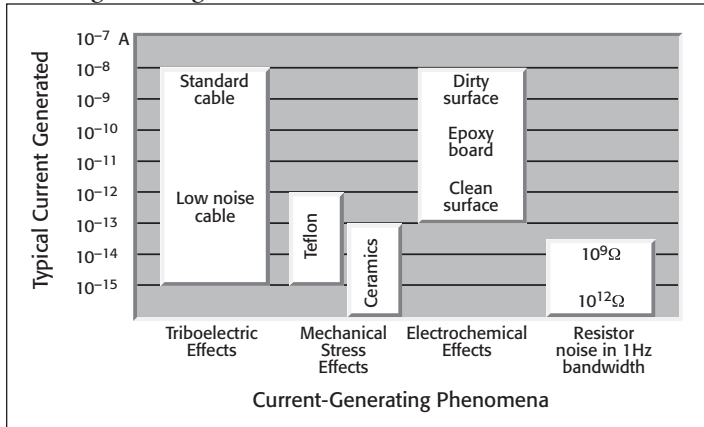 10⁻⁷ A
10⁻⁸
10⁻⁹
10⁻¹⁰
10⁻¹¹
10⁻¹²
10⁻¹³
10⁻¹⁴
10⁻¹⁵
Typical Current Generated
Standard
cable
Low noise
cable
Teflon
Ceramics
Dirty
surface
Epoxy
board
Clean
surface
10⁹Ω
10¹²Ω
Triboelectric
Effects
Mechanical
Stress
Effects
Electrochemical
Effects
Resistor
noise in 1Hz
bandwidth
Current-Generating Phenomena